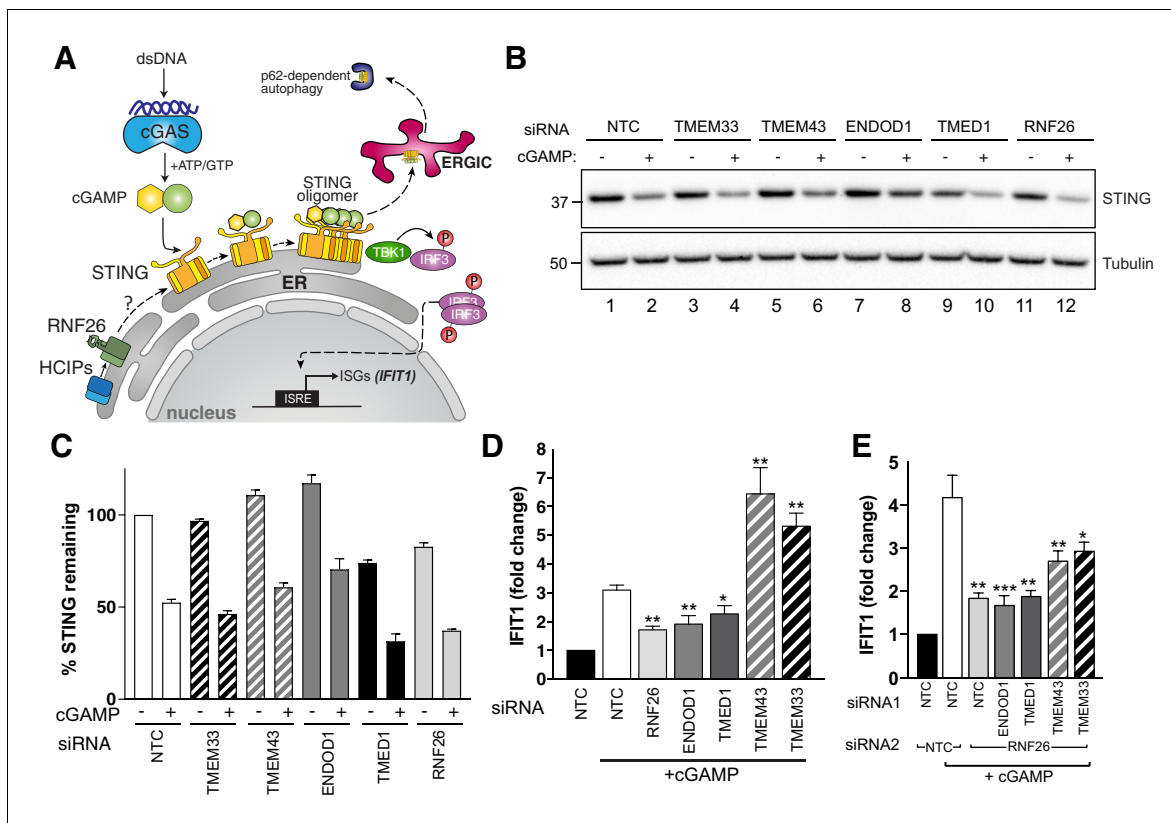 A
dsDNA
cGAS
+ATP/GTP
cGAMP
STING
?
RNF26
HCIPs
p62-dependent
autophagy
ERGIC
STING
oligomer
TBK1
P
IRF3
ER
P
IRF3
IRF3
P
ISGs (IFIT1)
ISRE
nucleus
B
siRNA NTC TMEM33 TMEM43 ENDOD1 TMED1 RNF26
cGAMP: - + - + - + - + - + - +
37 STING
50 Tubulin
1 2 3 4 5 6 7 8 9 10 11 12
C
% STING remaining
100
50
0
cGAMP - + - + - + - + - + - +
siRNA
NTC
TMEM33
TMEM43
ENDOD1
TMED1
RNF26
D
IFIT1 (fold change)
8
7
6
5
4
3
2
1
0
** ** * ** **
siRNA
NTC
NTC
RNF26
ENDOD1
TMED1
TMEM43
TMEM33
+cGAMP
E
IFIT1 (fold change)
5
4
3
2
1
0
** *** ** ** *
siRNA1
NTC
NTC
NTC
ENDOD1
TMED1
TMEM43
TMEM33
siRNA2 NTC RNF26
+ cGAMP